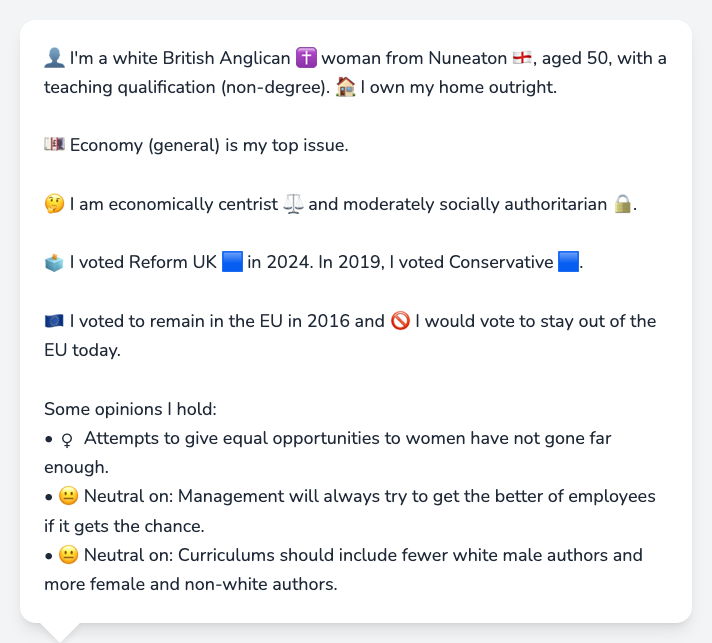 👤 I'm a white British Anglican ✝️ woman from Nuneaton 🏴󠁧󠁢󠁥󠁮󠁧󠁿, aged 50, with a
teaching qualification (non-degree). 🏠 I own my home outright.
💷 Economy (general) is my top issue.
🤔 I am economically centrist ⚖️ and moderately socially authoritarian 🔒.
🗳️ I voted Reform UK 🟦 in 2024. In 2019, I voted Conservative 🟦.
🇪🇺 I voted to remain in the EU in 2016 and 🚫 I would vote to stay out of the
EU today.
Some opinions I hold:
• ♀ Attempts to give equal opportunities to women have not gone far
enough.
• 😐 Neutral on: Management will always try to get the better of employees
if it gets the chance.
• 😐 Neutral on: Curriculums should include fewer white male authors and
more female and non-white authors.